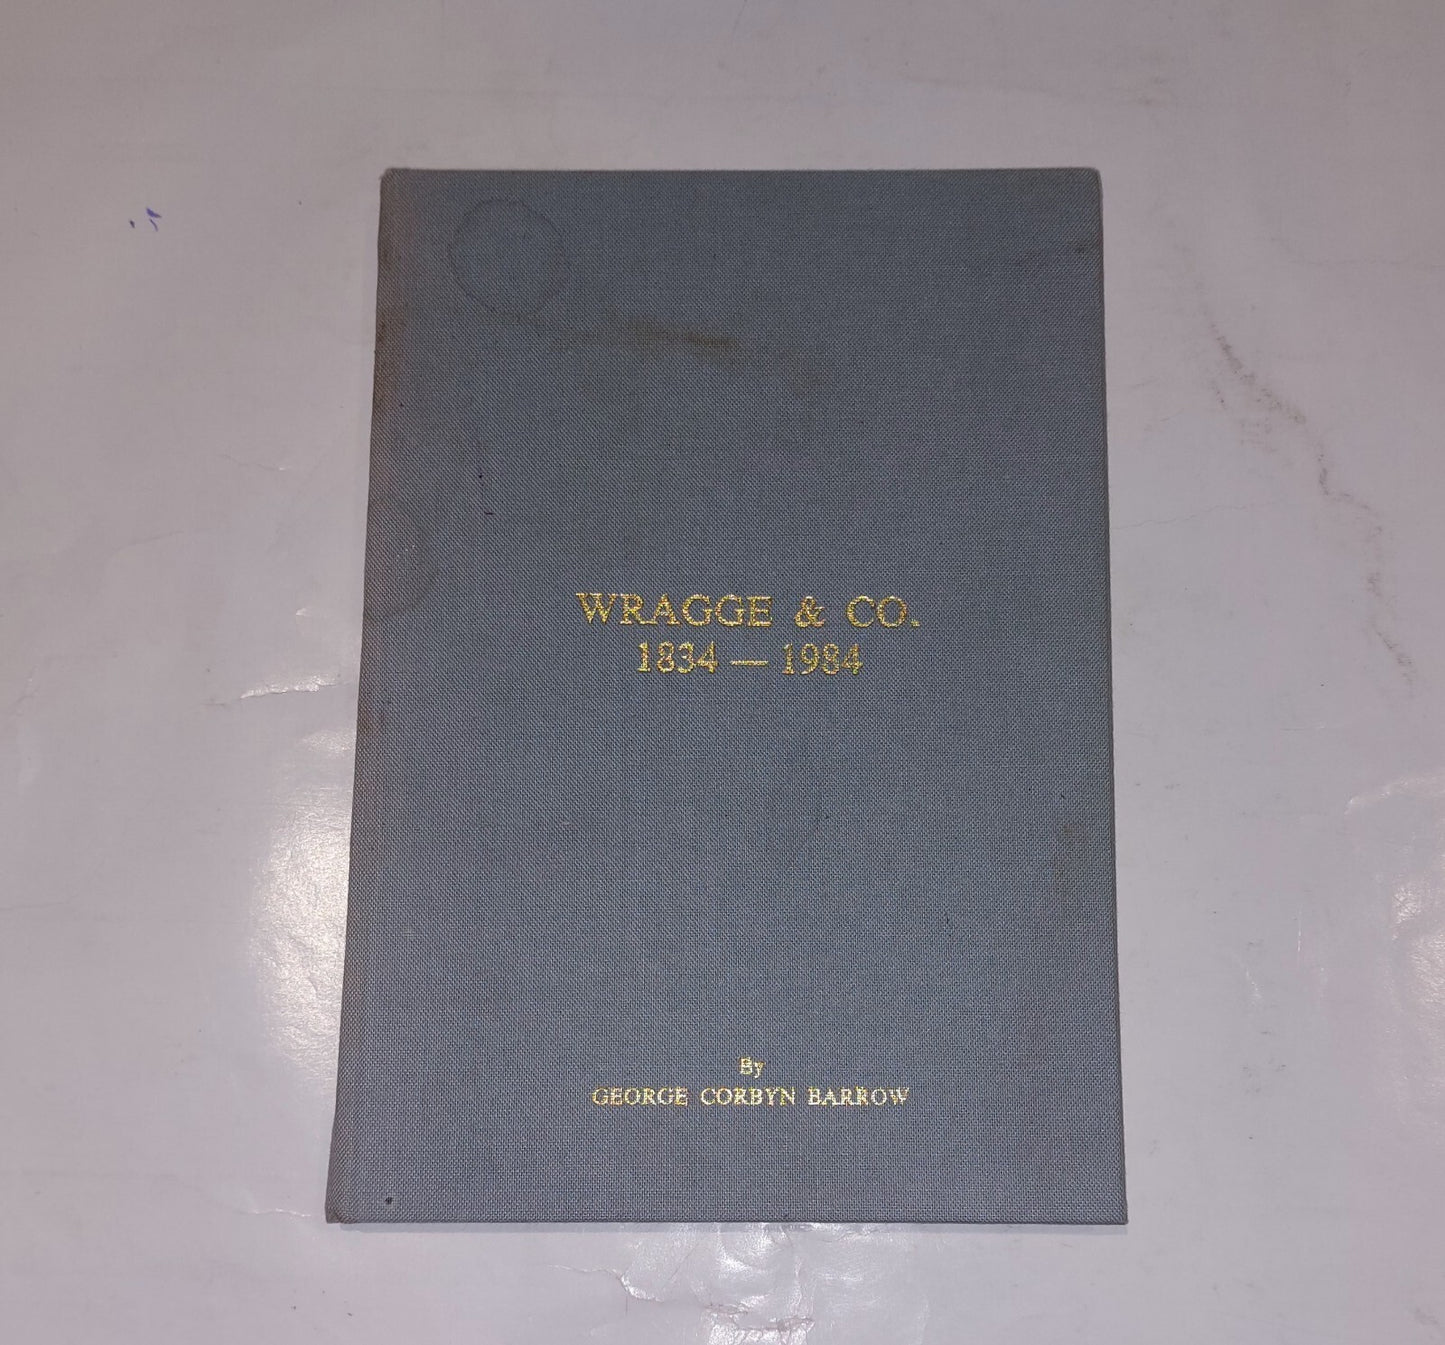 WRAGGE & CO.
1834 — 1984
By
GEORGE CORBYN BARROW